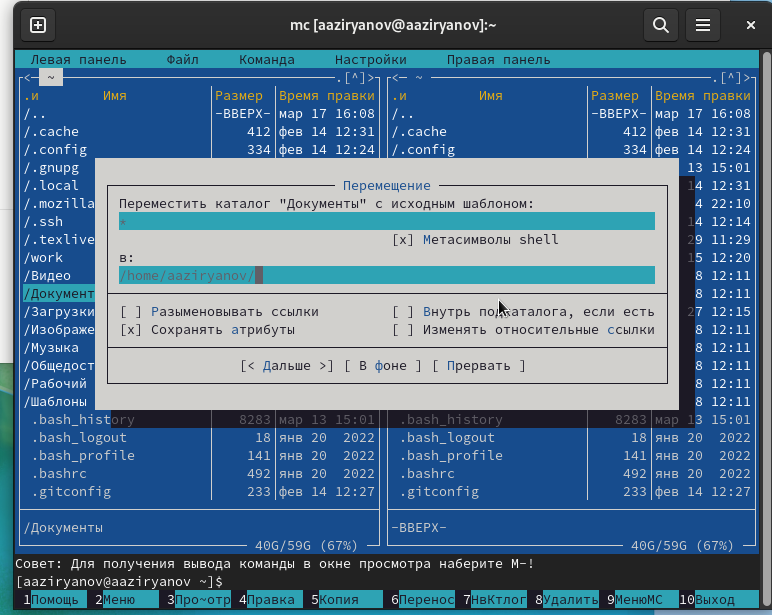 mc [aaziryanov@aaziryanov]:~
Левая панель Файл Команда Настройки Правая панель
<- ~ .[^]> <- ~ .[^]>
.и Имя Размер Время правки .и Имя Размер Время правки
/.. -ВВЕРХ- мар 17 16:08 /.. -ВВЕРХ- мар 17 16:08
/.cache 412 фев 14 12:31 /.cache 412 фев 14 12:31
/.config 334 фев 14 12:24 /.config 334 фев 14 12:24
/.gnupg 13 15:01
/.local Перемещение 14 12:31
/.mozilla Переместить каталог "Документы" с исходным шаблоном: 4 22:10
/.ssh * 14 12:14
/.texlive [x] Метасимволы shell 29 11:29
/work в: 15 12:20
/Видео /home/aaziryanov/ 8 12:11
/Документ 8 12:11
/Загрузки [ ] Разыменовывать ссылки [ ] Внутрь подкаталога, если есть 27 12:15
/Изображе [x] Сохранять атрибуты [ ] Изменять относительные ссылки 8 12:11
/Музыка 8 12:11
/Общедост [< Дальше >] [ В фоне ] [ Прервать ] 8 12:11
/Рабочий 8 12:11
/Шаблоны 8 12:11
.bash_history 8283 мар 13 15:01 .bash_history 8283 мар 13 15:01
.bash_logout 18 янв 20 2022 .bash_logout 18 янв 20 2022
.bash_profile 141 янв 20 2022 .bash_profile 141 янв 20 2022
.bashrc 492 янв 20 2022 .bashrc 492 янв 20 2022
.gitconfig 233 фев 14 12:27 .gitconfig 233 фев 14 12:27
/Документы -ВВЕРХ-
40G/59G (67%) 40G/59G (67%)
Совет: Для получения вывода команды в окне просмотра наберите M-!
[aaziryanov@aaziryanov ~]$
1Помощь 2Меню 3Про~отр 4Правка 5Копия 6Перенос 7НвКтлог 8Удалить 9МенюMC 10Выход